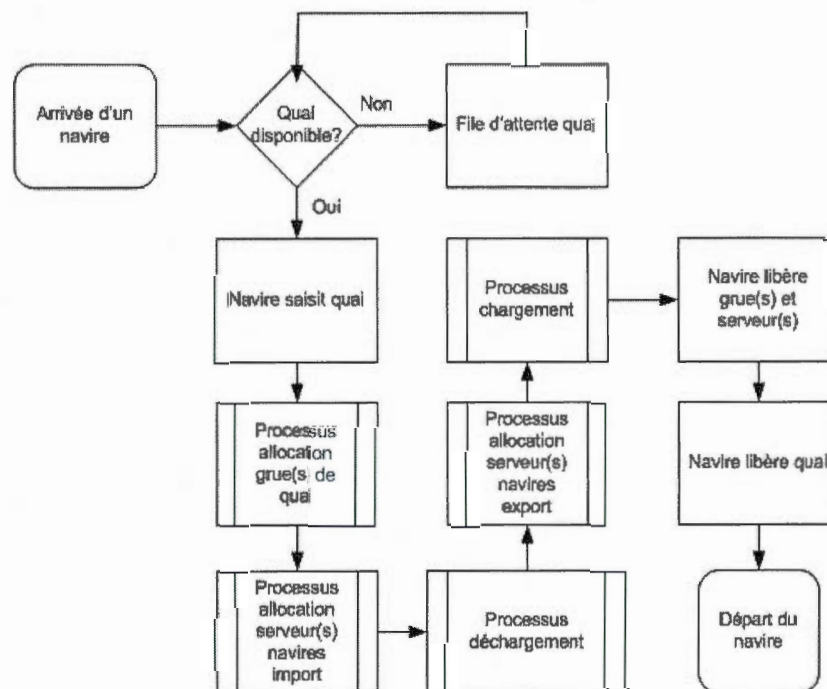 Arrivée d'un
navire
Quai
disponible?
Non
File d'attente quai
Oui
Navire saisit quai
Processus
chargement
Navire libère
grue(s) et
serveur(s)
Processus
allocation
grue(s) de
quai
Processus
allocation
serveur(s)
navires
export
Navire libère quai
Processus
allocation
serveur(s)
navires
import
Processus
déchargement
Départ du
navire